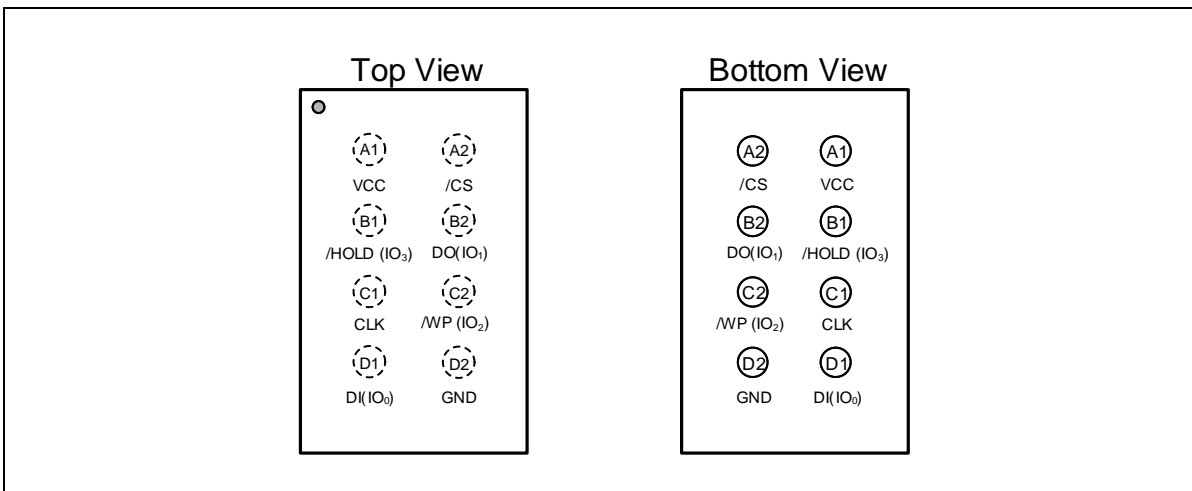 Top View
A1 A2
VCC /CS
B1 B2
/HOLD (IO₃) DO(IO₁)
C1 C2
CLK /WP (IO₂)
D1 D2
DI(IO₀) GND
Bottom View
A2 A1
/CS VCC
B2 B1
DO(IO₁) /HOLD (IO₃)
C2 C1
/WP (IO₂) CLK
D2 D1
GND DI(IO₀)